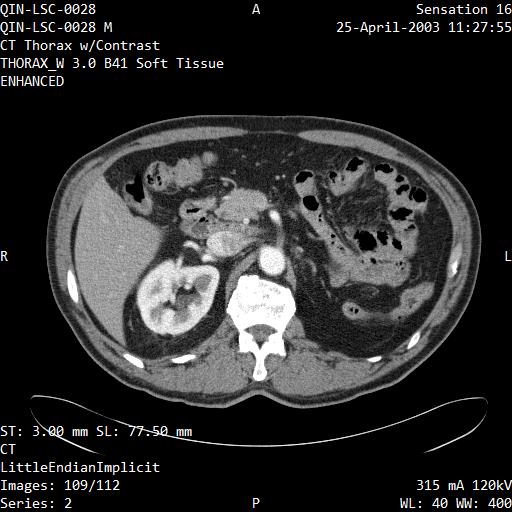 QIN-LSC-0028
A
Sensation 16
QIN-LSC-0028 M
25-April-2003 11:27:55
CT Thorax w/Contrast
THORAX_W 3.0 B41 Soft Tissue
ENHANCED
R
L
ST: 3.00 mm SL: 77.50 mm
CT
LittleEndianImplicit
Images: 109/112
315 mA 120kV
Series: 2
P
WL: 40 WW: 400